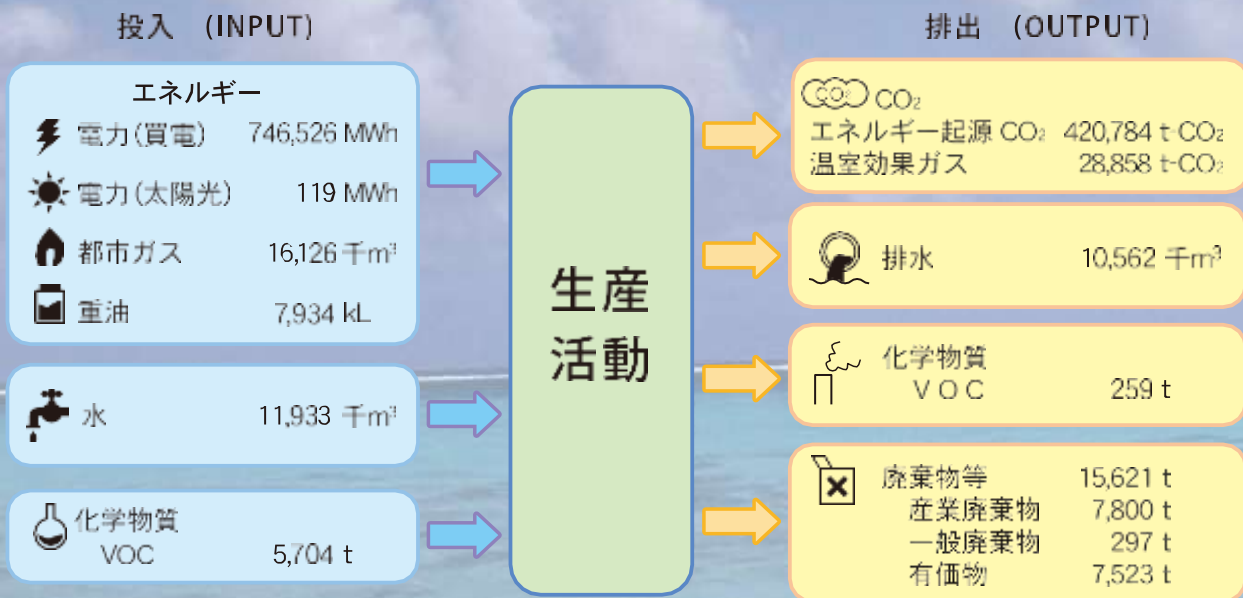 投入 (INPUT)
エネルギー
電力(買電) 746,526 MWh
電力(太陽光) 119 MWh
都市ガス 16,126 千m³
重油 7,934 kL
水 11,933 千m³
化学物質
VOC 5,704 t
生産
活動
排出 (OUTPUT)
CO₂ CO₂
エネルギー起源 CO₂ 420,784 t-CO₂
温室効果ガス 28,858 t-CO₂
排水 10,562 千m³
化学物質
VOC 259 t
廃棄物等 15,621 t
産業廃棄物 7,800 t
一般廃棄物 297 t
有価物 7,523 t